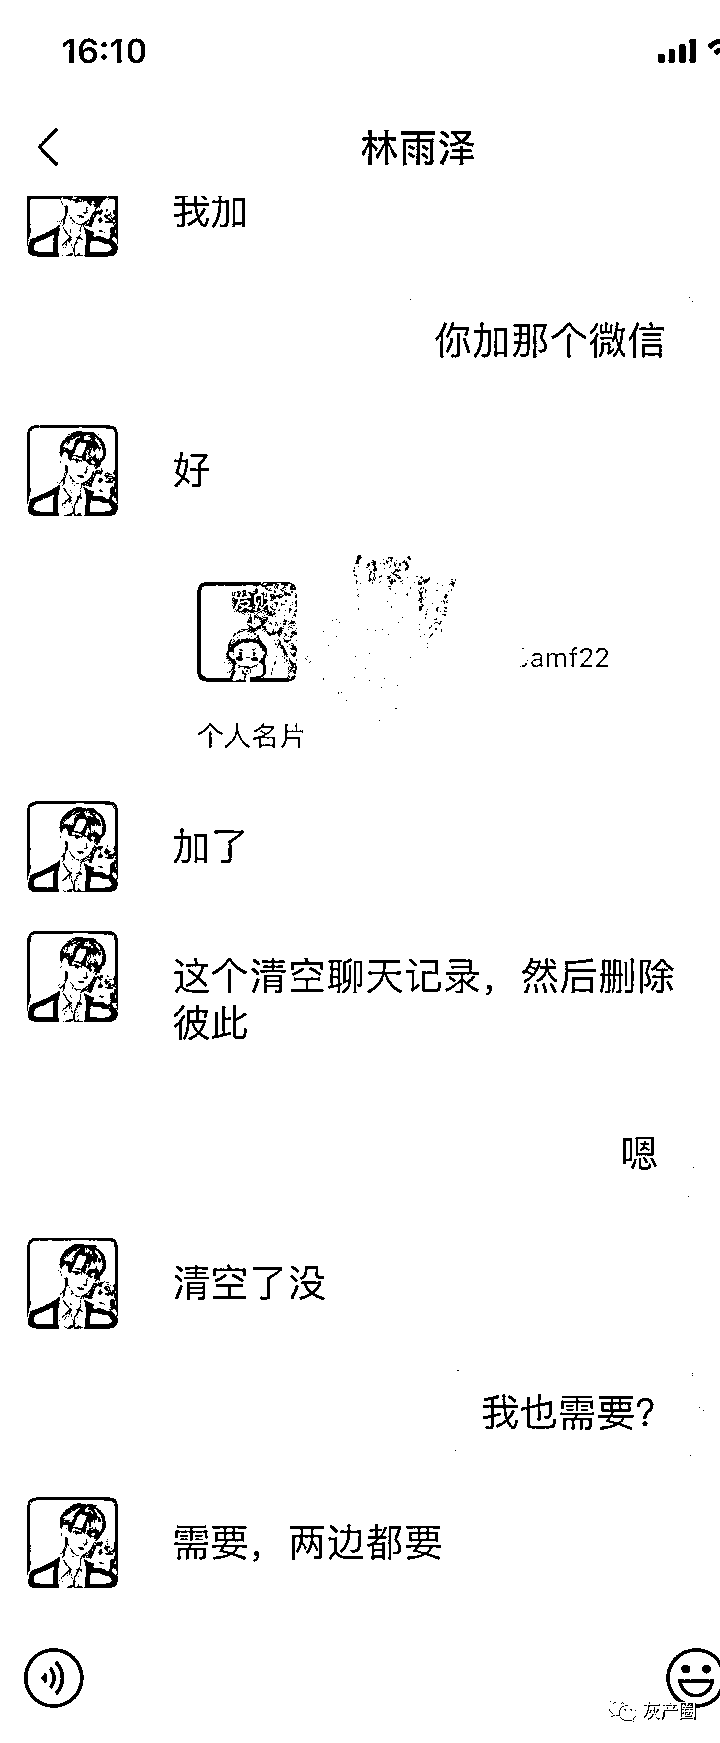 16:10
林雨泽
我加
你加那个微信
好
amf22
个人名片
加了
这个清空聊天记录，然后删除
彼此
嗯
清空了没
我也需要？
需要，两边都要
灰产圈